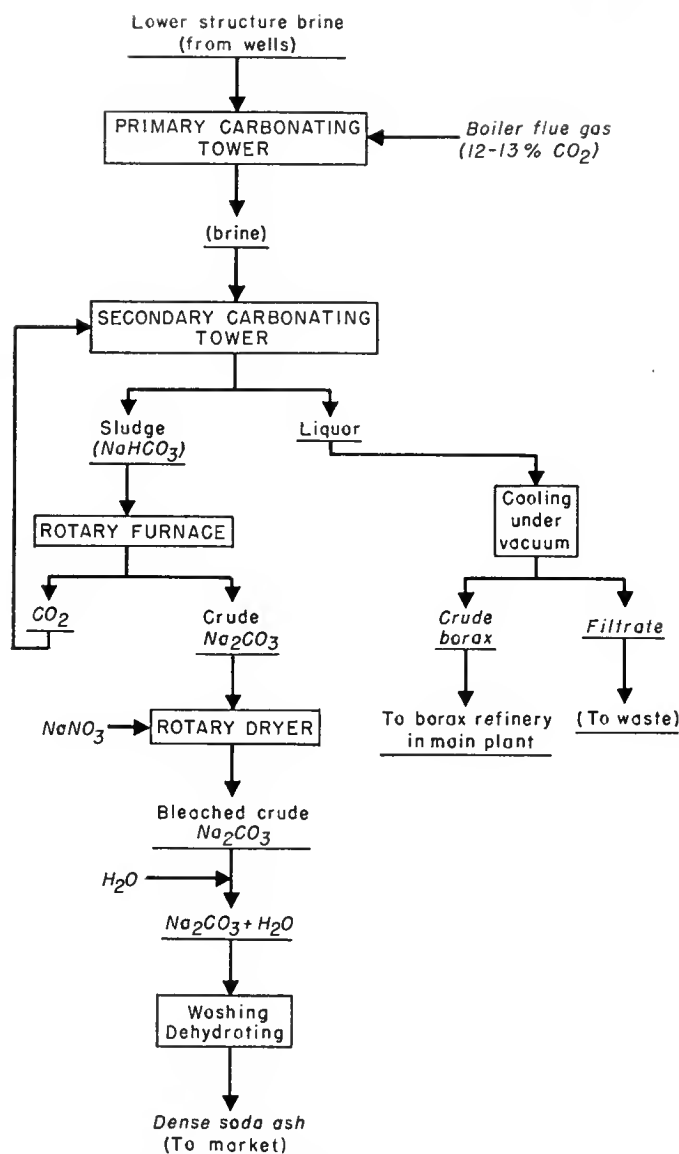 Lower structure brine
(from wells)
PRIMARY CARBONATING
TOWER
Boiler flue gas
(12-13% CO2)
(brine)
SECONDARY CARBONATING
TOWER
Sludge
(NaHCO3)
Liquor
ROTARY FURNACE
Cooling
under
vacuum
CO2
Crude
Na2CO3
Crude
borax
Filtrate
NaNO3
ROTARY DRYER
To borax refinery
in main plant
(To waste)
Bleached crude
Na2CO3
H2O
Na2CO3+H2O
Washing
Dehydrating
Dense soda ash
(To market)